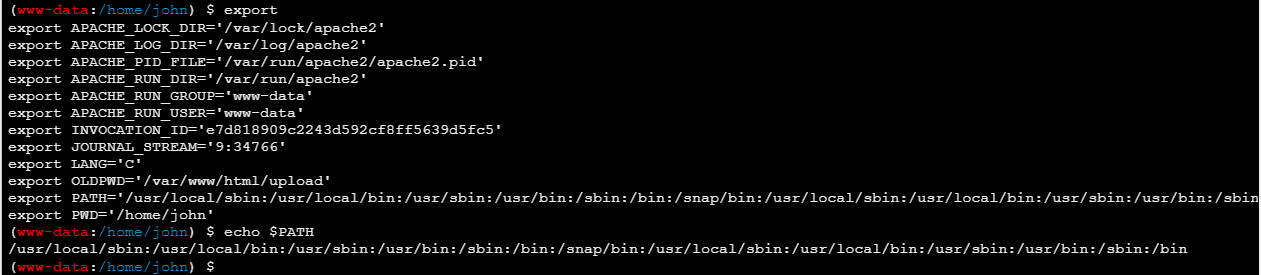 (www-data:/home/john) $ export
export APACHE_LOCK_DIR='/var/lock/apache2'
export APACHE_LOG_DIR='/var/log/apache2'
export APACHE_PID_FILE='/var/run/apache2/apache2.pid'
export APACHE_RUN_DIR='/var/run/apache2'
export APACHE_RUN_GROUP='www-data'
export APACHE_RUN_USER='www-data'
export INVOCATION_ID='e7d818909c2243d592cf8ff5639d5fc5'
export JOURNAL_STREAM='9:34766'
export LANG='C'
export OLDPWD='/var/www/html/upload'
export PATH='/usr/local/sbin:/usr/local/bin:/usr/sbin:/usr/bin:/sbin:/bin:/snap/bin:/usr/local/sbin:/usr/local/bin:/usr/sbin:/usr/bin:/sbin
export PWD='/home/john'
(www-data:/home/john) $ echo $PATH
/usr/local/sbin:/usr/local/bin:/usr/sbin:/usr/bin:/sbin:/bin:/snap/bin:/usr/local/sbin:/usr/local/bin:/usr/sbin:/usr/bin:/sbin:/bin
(www-data:/home/john) $